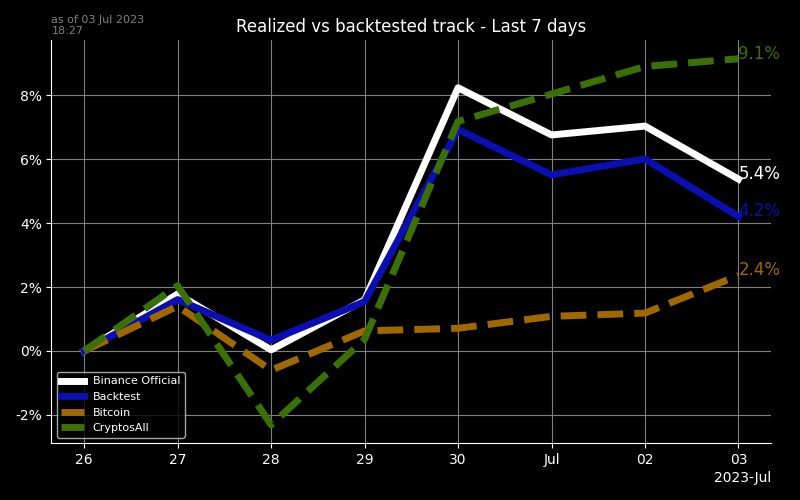 as of 03 Jul 2023
18:27
Realized vs backtested track - Last 7 days
9.1%
8%
6%
5.4%
4%
4.2%
2.4%
2%
0%
-2%
Binance Official
Backtest
Bitcoin
CryptosAll
26 27 28 29 30 Jul 02 03
2023-Jul